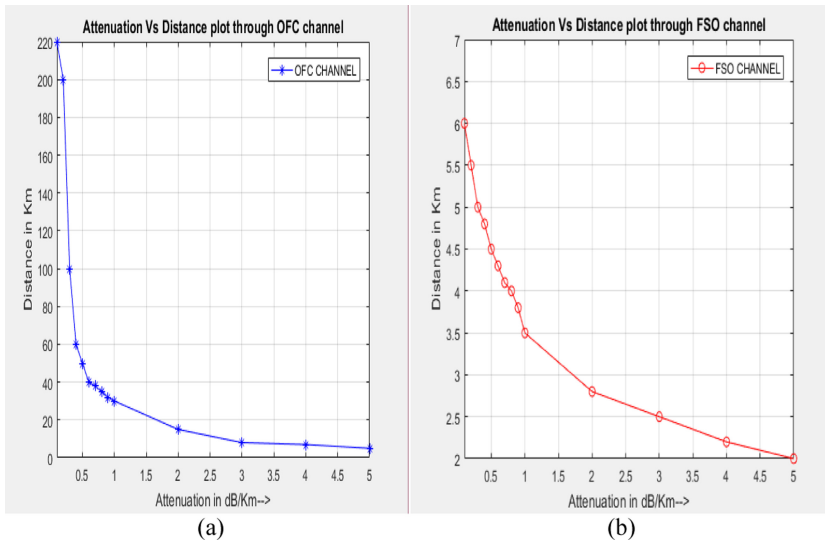 Attenuation Vs Distance plot through OFC channel
OFC CHANNEL
220
200
180
160
140
120
100
80
60
40
20
0
Distance in Km
0.5 1 1.5 2 2.5 3 3.5 4 4.5 5
Attenuation in dB/Km-->
(a)
Attenuation Vs Distance plot through FSO channel
FSO CHANNEL
7
6.5
6
5.5
5
4.5
4
3.5
3
2.5
2
Distance in Km
0.5 1 1.5 2 2.5 3 3.5 4 4.5 5
Attenuation in dB/Km-->
(b)